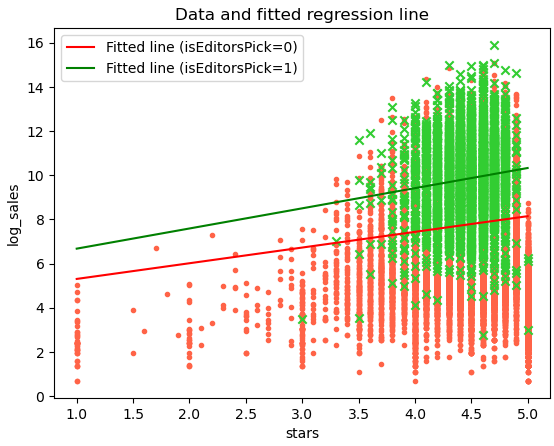 Data and fitted regression line
Fitted line (isEditorsPick=0)
Fitted line (isEditorsPick=1)
log_sales
16
14
12
10
8
6
4
2
0
1.0 1.5 2.0 2.5 3.0 3.5 4.0 4.5 5.0
stars